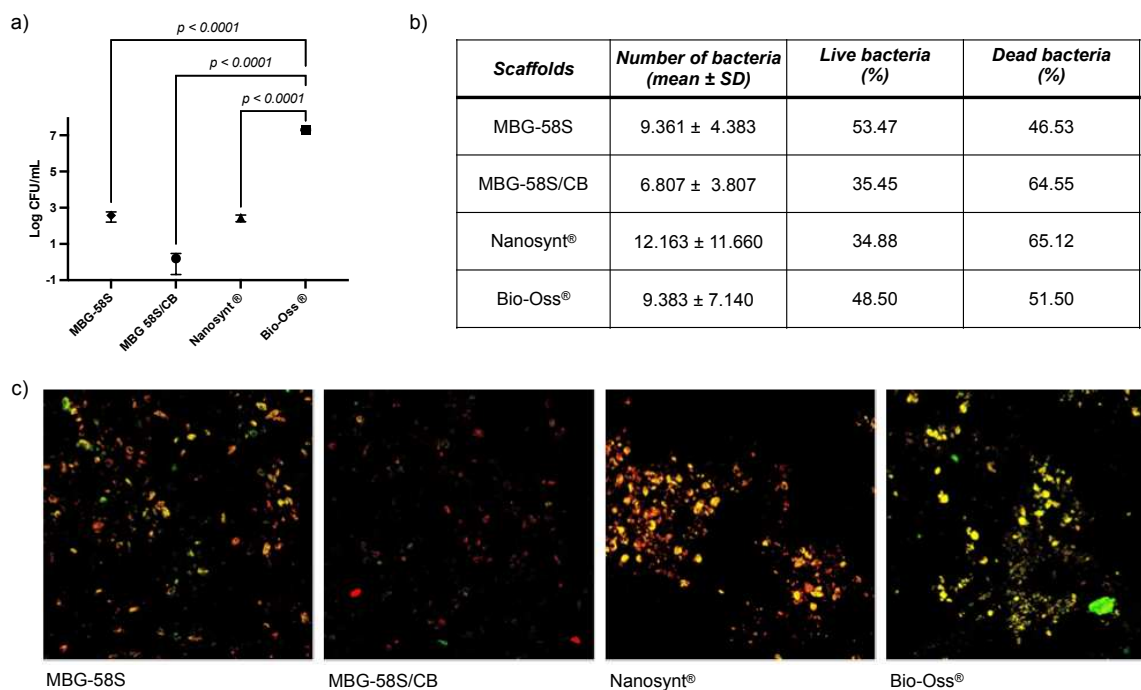 a)
p < 0.0001
p < 0.0001
p < 0.0001
Log CFU/mL
7
5
3
1
-1
MBG-58S
MBG 58S/CB
Nanosynt ®
Bio-Oss ®
b)
Scaffolds Number of bacteria (mean ± SD) Live bacteria (%) Dead bacteria (%)
MBG-58S 9.361 ± 4.383 53.47 46.53
MBG-58S/CB 6.807 ± 3.807 35.45 64.55
Nanosynt® 12.163 ± 11.660 34.88 65.12
Bio-Oss® 9.383 ± 7.140 48.50 51.50
c)
MBG-58S MBG-58S/CB Nanosynt® Bio-Oss®